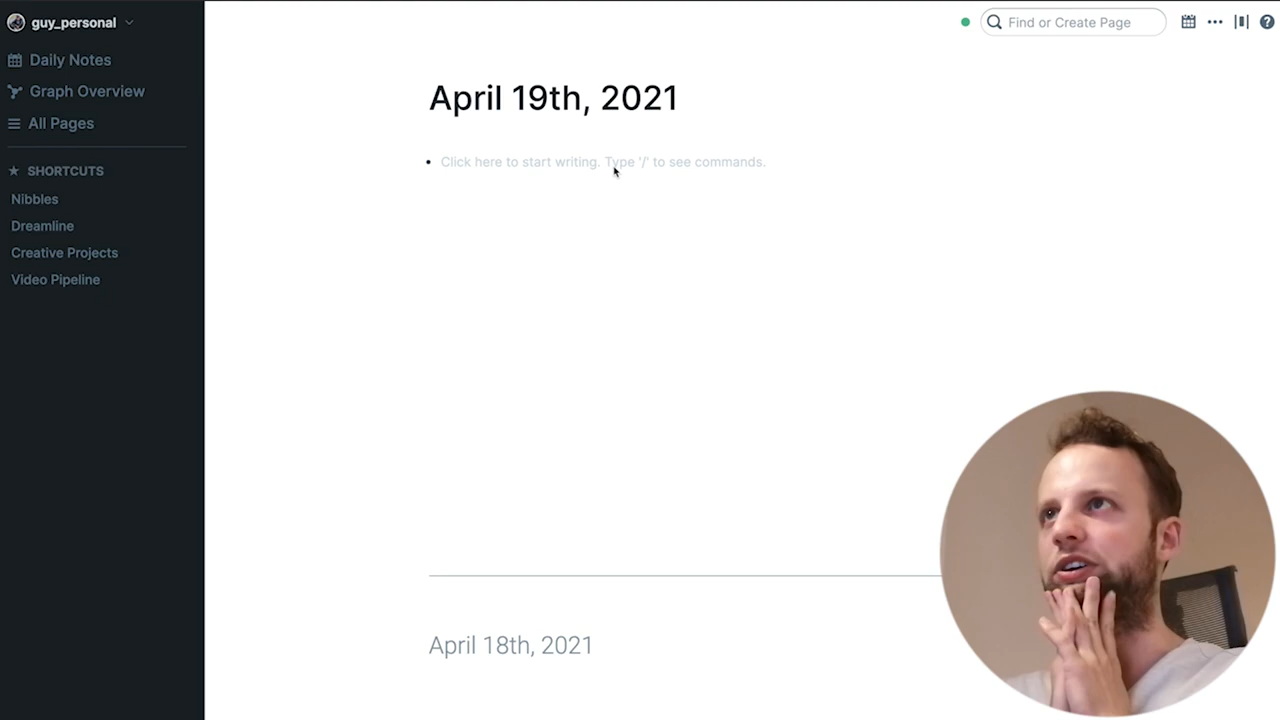 guy_personal
Find or Create Page
Daily Notes
Graph Overview
All Pages
SHORTCUTS
Nibbles
Dreamline
Creative Projects
Video Pipeline
April 19th, 2021
Click here to start writing. Type '/' to see commands.
April 18th, 2021